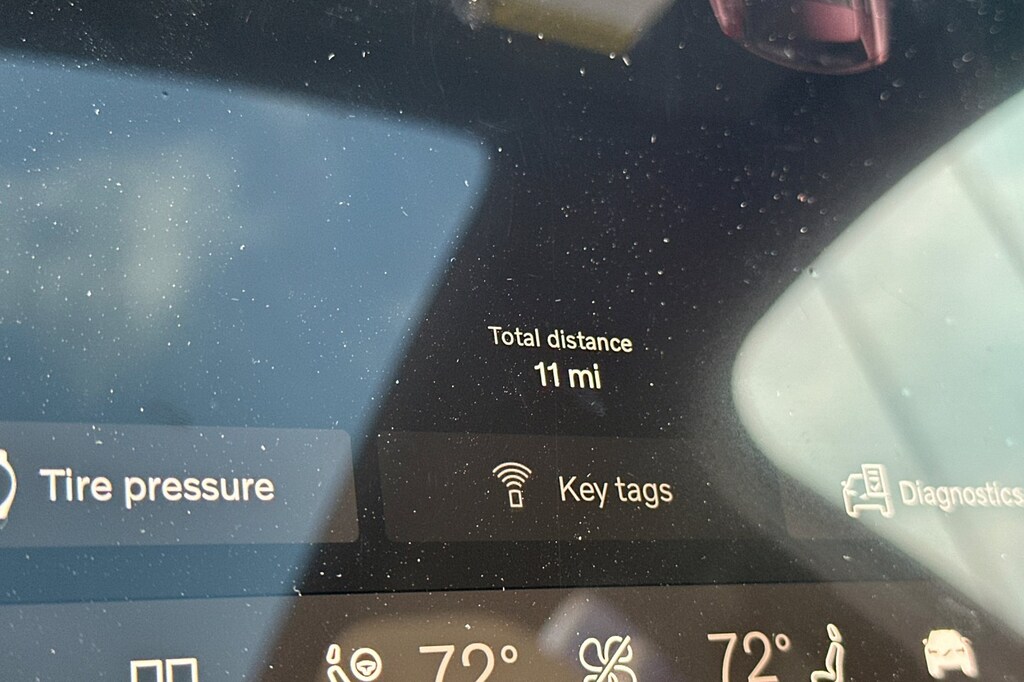 Total distance
11 mi
Tire pressure
Key tags
Diagnostics
72°
72°